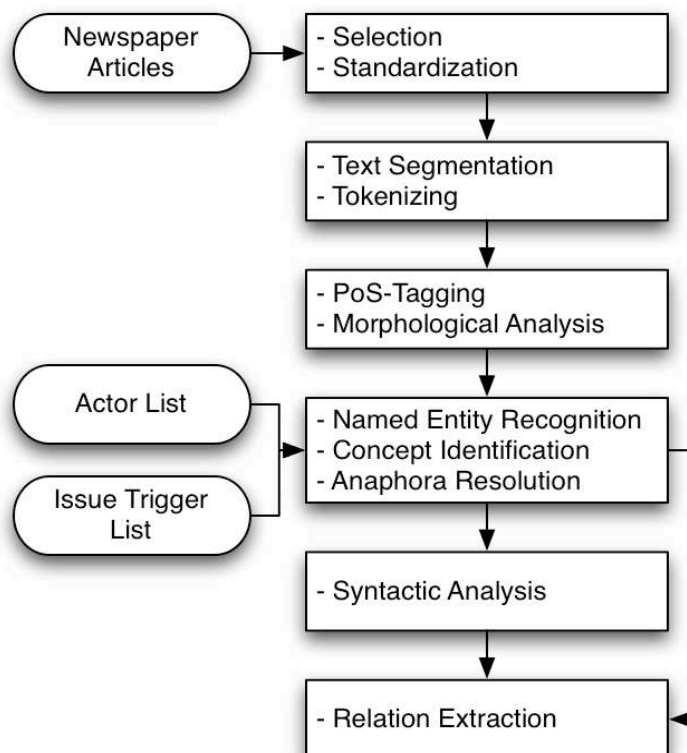 Newspaper
Articles
- Selection
- Standardization
- Text Segmentation
- Tokenizing
- PoS-Tagging
- Morphological Analysis
Actor List
Issue Trigger
List
- Named Entity Recognition
- Concept Identification
- Anaphora Resolution
- Syntactic Analysis
- Relation Extraction